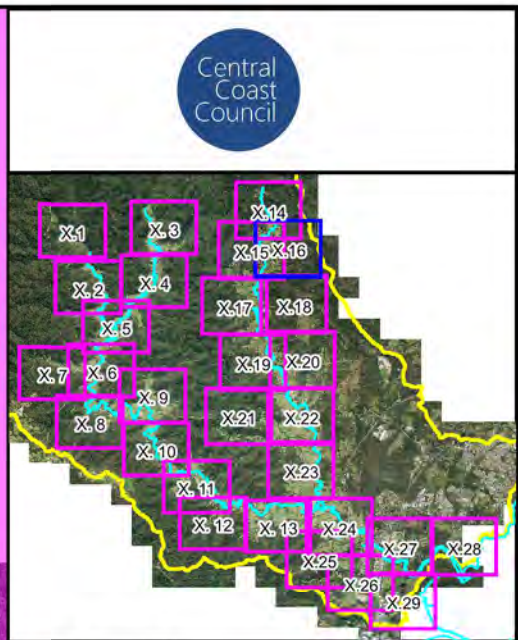 Central
Coast
Council
X.14
X.1
X. 3
X.15
X.16
X. 2
X. 4
X.17
X.18
X. 5
X.19
X.20
X. 7
X. 6
X. 9
X. 8
X.21
X.22
X. 10
X.23
X. 11
X. 12
X. 13
X.24
X.27
X.28
X.25
X.26
X.29